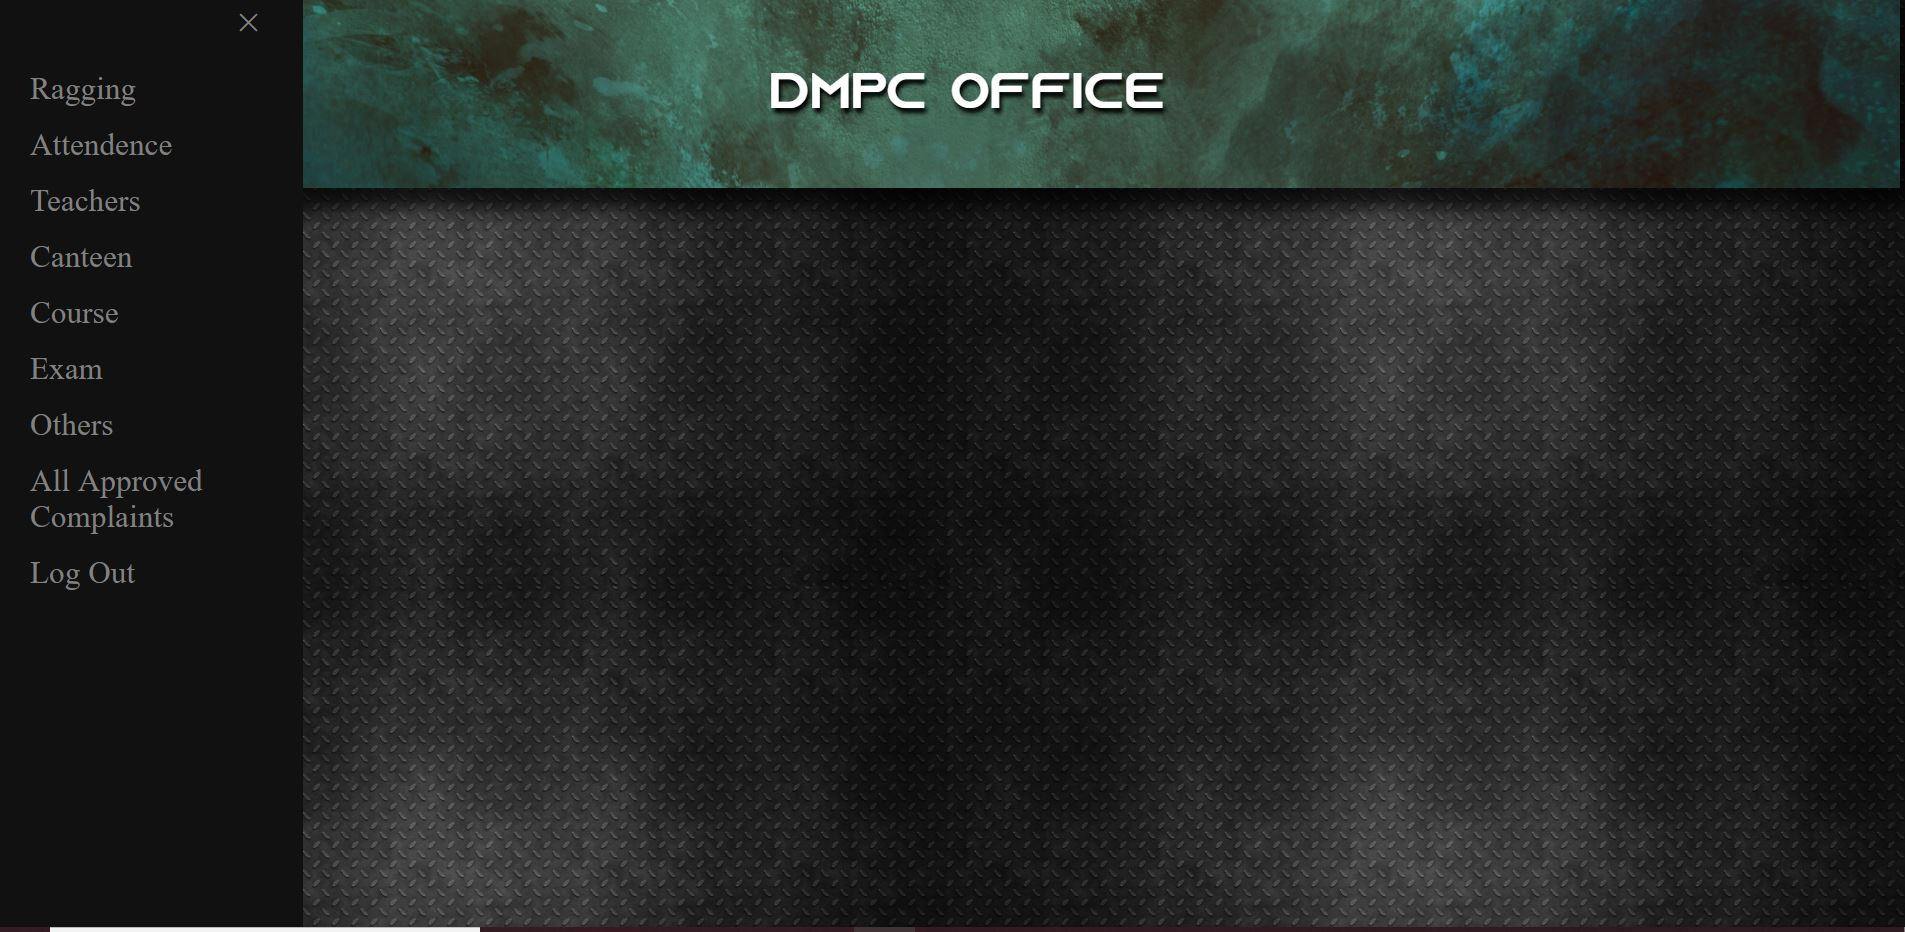 DMPC OFFICE
Ragging
Attendence
Teachers
Canteen
Course
Exam
Others
All Approved
Complaints
Log Out